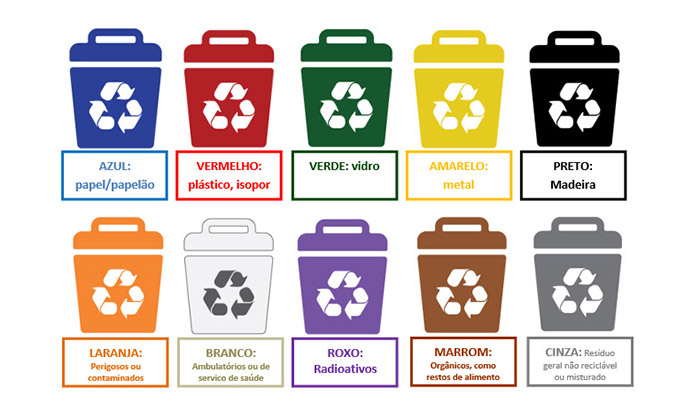 AZUL:
papel/papelão
VERMELHO:
plástico, isopor
VERDE: vidro
AMARELO:
metal
PRETO:
Madeira
LARANJA:
Perigosos ou
contaminados
BRANCO:
Ambulatórios ou de
servico de saúde
ROXO:
Radioativos
MARROM:
Orgânicos, como
restos de alimento
CINZA: Resíduo
geral não reciclável
ou misturado